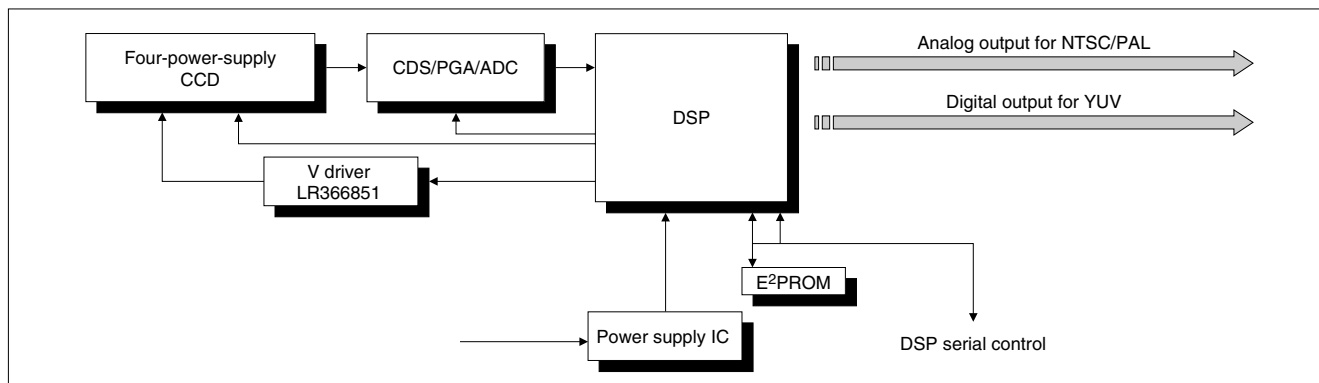 Four-power-supply
CCD
CDS/PGA/ADC
DSP
Analog output for NTSC/PAL
Digital output for YUV
V driver
LR366851
E²PROM
Power supply IC
DSP serial control